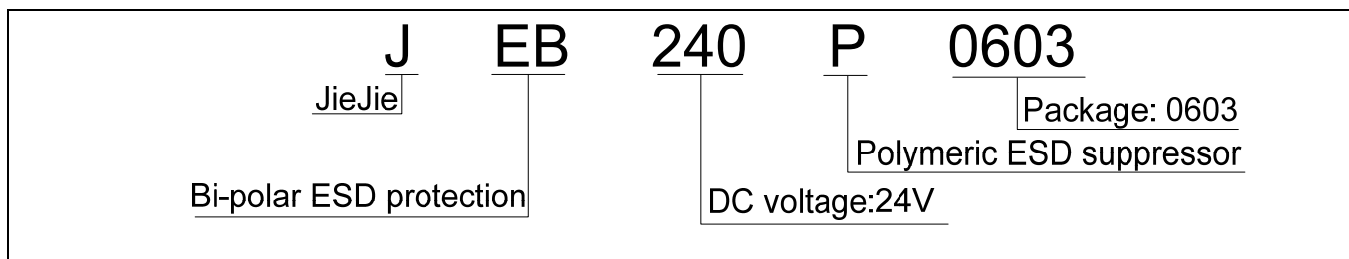 J EB 240 P 0603
JieJie
Package: 0603
Polymeric ESD suppressor
Bi-polar ESD protection
DC voltage:24V